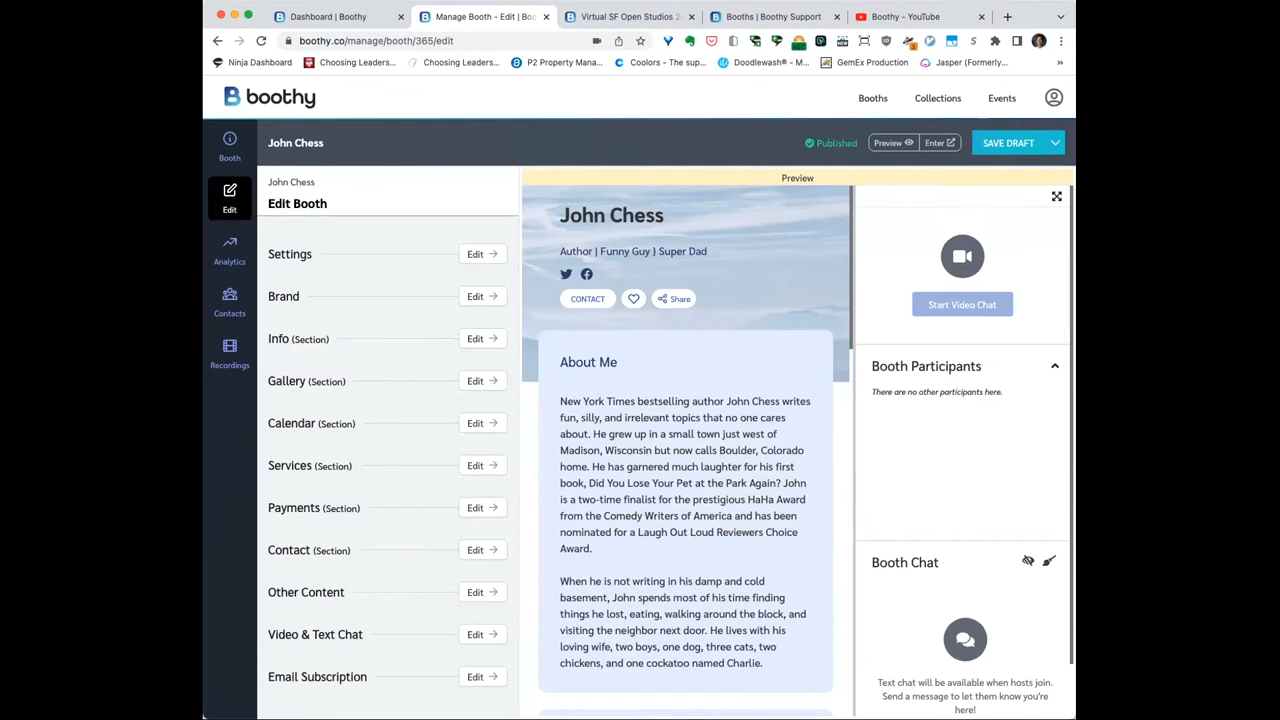 Dashboard | Boothy
Manage Booth - Edit | Boo
Virtual SF Open Studios 2
Booths | Boothy Support
Boothy - YouTube
boothy.co/manage/booth/365/edit
Ninja Dashboard
Choosing Leaders...
Choosing Leaders...
P2 Property Mana...
Coolors - The sup...
Doodlewash® - M...
GemEx Production
Jasper (Formerly...
»
boothy
Booths
Collections
Events
Booth
Edit
Analytics
Contacts
Recordings
John Chess
Published
Preview
Enter
SAVE DRAFT
John Chess
Edit Booth
Settings
Edit
Brand
Edit
Info (Section)
Edit
Gallery (Section)
Edit
Calendar (Section)
Edit
Services (Section)
Edit
Payments (Section)
Edit
Contact (Section)
Edit
Other Content
Edit
Video & Text Chat
Edit
Email Subscription
Edit
Preview
John Chess
Author | Funny Guy } Super Dad
CONTACT
Share
About Me
New York Times bestselling author John Chess writes
fun, silly, and irrelevant topics that no one cares
about. He grew up in a small town just west of
Madison, Wisconsin but now calls Boulder, Colorado
home. He has garnered much laughter for his first
book, Did You Lose Your Pet at the Park Again? John
is a two-time finalist for the prestigious HaHa Award
from the Comedy Writers of America and has been
nominated for a Laugh Out Loud Reviewers Choice
Award.
When he is not writing in his damp and cold
basement, John spends most of his time finding
things he lost, eating, walking around the block, and
visiting the neighbor next door. He lives with his
loving wife, two boys, one dog, three cats, two
chickens, and one cockatoo named Charlie.
Start Video Chat
Booth Participants
There are no other participants here.
Booth Chat
Text chat will be available when hosts join.
Send a message to let them know you're
here!